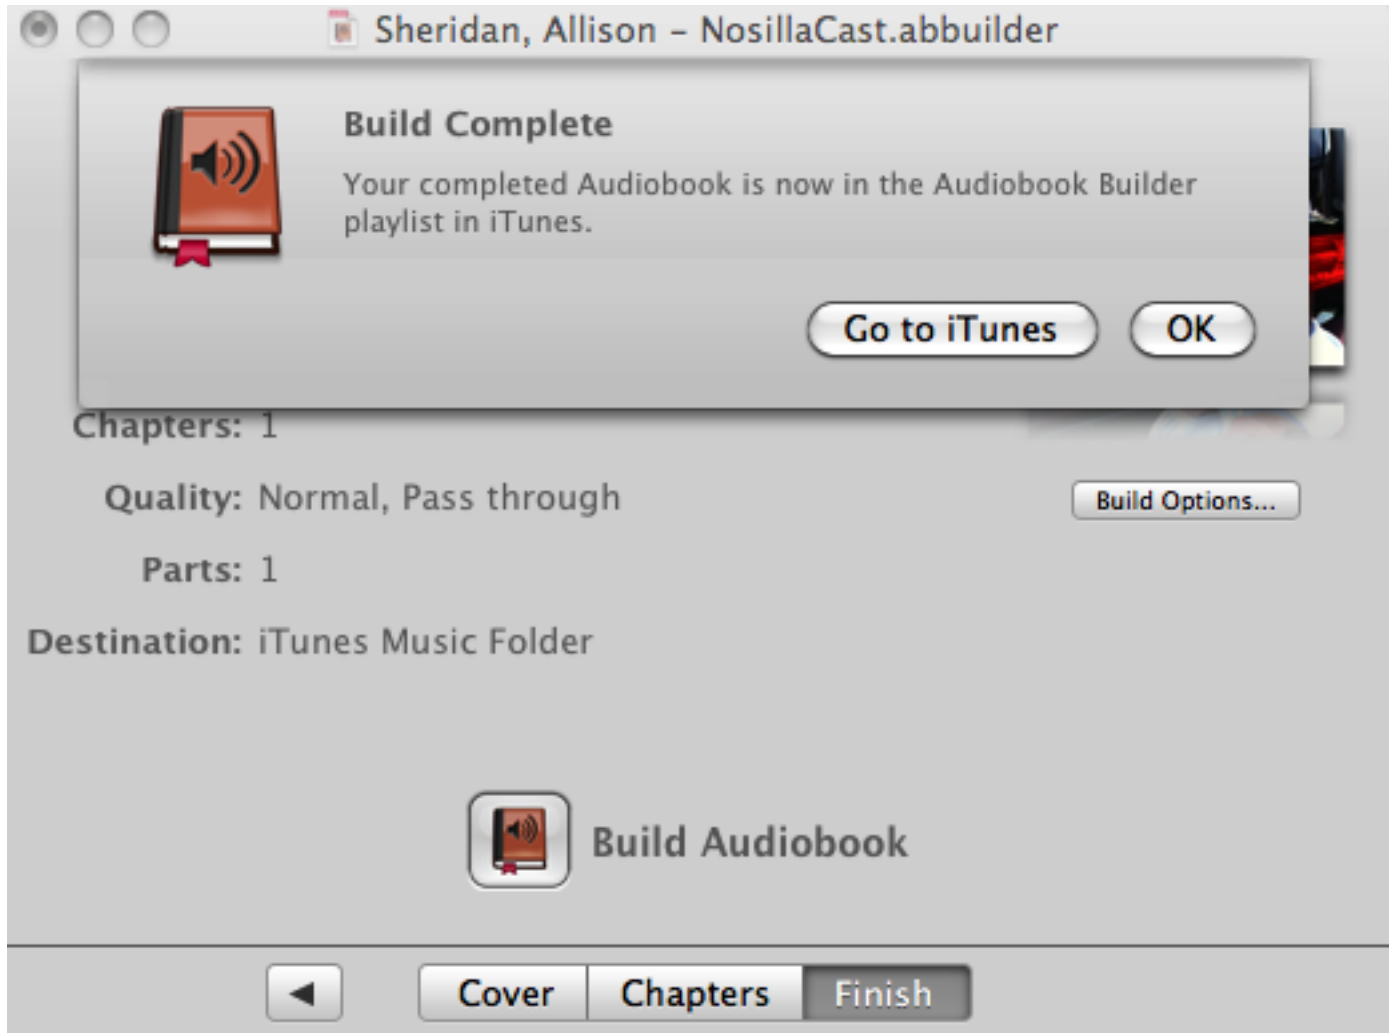 Sheridan, Allison – NosillaCast.abbuilder
Build Complete
Your completed Audiobook is now in the Audiobook Builder
playlist in iTunes.
Go to iTunes OK
Chapters: 1
Quality: Normal, Pass through Build Options...
Parts: 1
Destination: iTunes Music Folder
Build Audiobook
Cover Chapters Finish